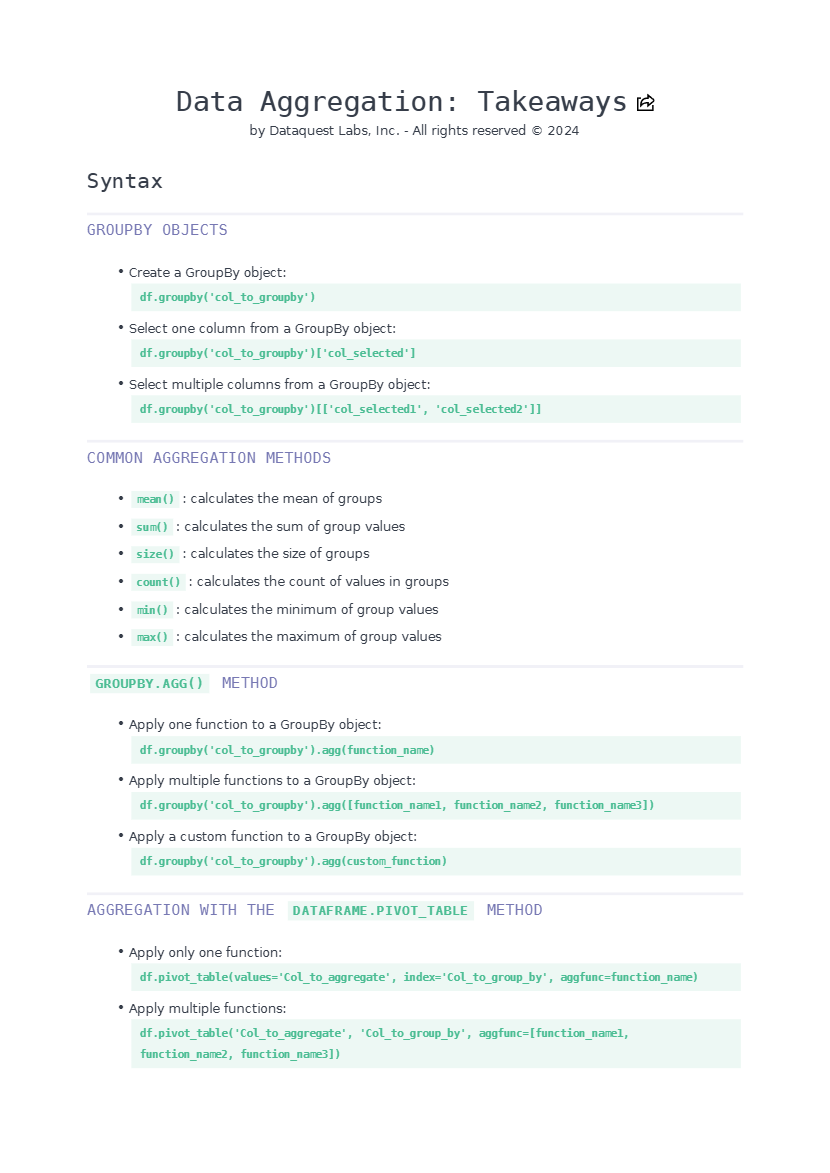 Data Aggregation: Takeaways
by Dataquest Labs, Inc. - All rights reserved © 2024
Syntax
GROUPBY OBJECTS
• Create a GroupBy object:
df.groupby('col_to_groupby')
• Select one column from a GroupBy object:
df.groupby('col_to_groupby')['col_selected']
• Select multiple columns from a GroupBy object:
df.groupby('col_to_groupby')[['col_selected1', 'col_selected2']]
COMMON AGGREGATION METHODS
• mean() : calculates the mean of groups
• sum() : calculates the sum of group values
• size() : calculates the size of groups
• count() : calculates the count of values in groups
• min() : calculates the minimum of group values
• max() : calculates the maximum of group values
GROUPBY.AGG() METHOD
• Apply one function to a GroupBy object:
df.groupby('col_to_groupby').agg(function_name)
• Apply multiple functions to a GroupBy object:
df.groupby('col_to_groupby').agg([function_name1, function_name2, function_name3])
• Apply a custom function to a GroupBy object:
df.groupby('col_to_groupby').agg(custom_function)
AGGREGATION WITH THE DATAFRAME.PIVOT_TABLE METHOD
• Apply only one function:
df.pivot_table(values='Col_to_aggregate', index='Col_to_group_by', aggfunc=function_name)
• Apply multiple functions:
df.pivot_table('Col_to_aggregate', 'Col_to_group_by', aggfunc=[function_name1,
function_name2, function_name3])